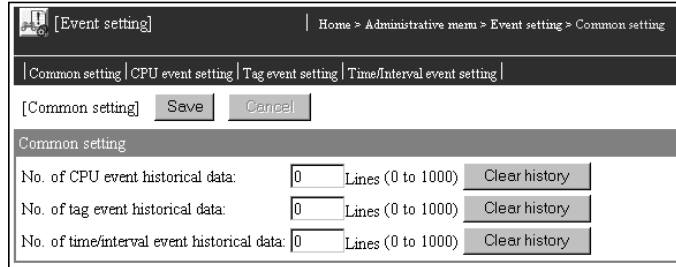 [Event setting] | Home > Administrative menu > Event setting > Common setting
| Common setting | CPU event setting | Tag event setting | Time/Interval event setting |
[Common setting] Save Cancel
Common setting
No. of CPU event historical data: 0 Lines (0 to 1000) Clear history
No. of tag event historical data: 0 Lines (0 to 1000) Clear history
No. of time/interval event historical data: 0 Lines (0 to 1000) Clear history